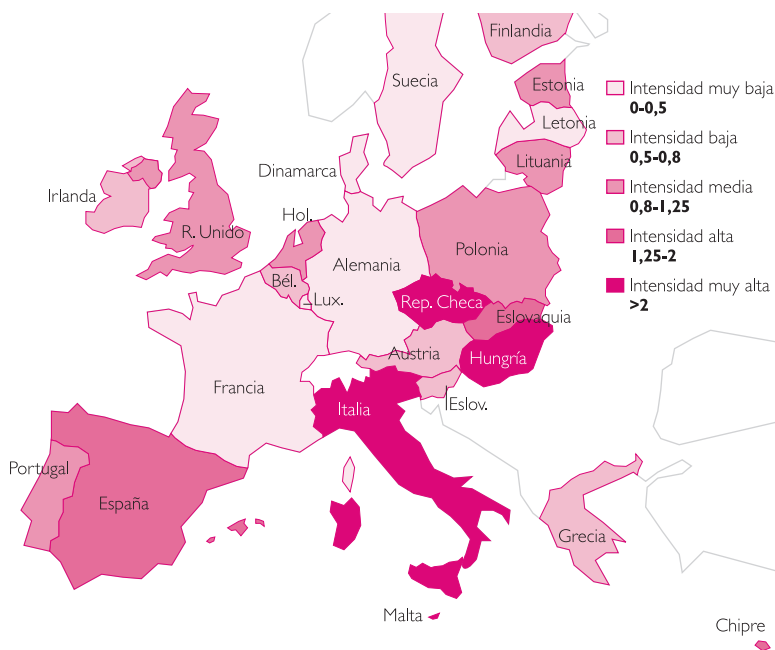 Finlandia
Suecia
Estonia
Letonia
Lituania
Dinamarca
Irlanda
R. Unido
Hol.
Alemania
Polonia
Bél.
Lux.
Rep. Checa
Eslovaquia
Austria
Hungría
Francia
Italia
Eslov.
Portugal
España
Grecia
Malta
Chipre
Intensidad muy baja
0-0,5
Intensidad baja
0,5-0,8
Intensidad media
0,8-1,25
Intensidad alta
1,25-2
Intensidad muy alta
>2